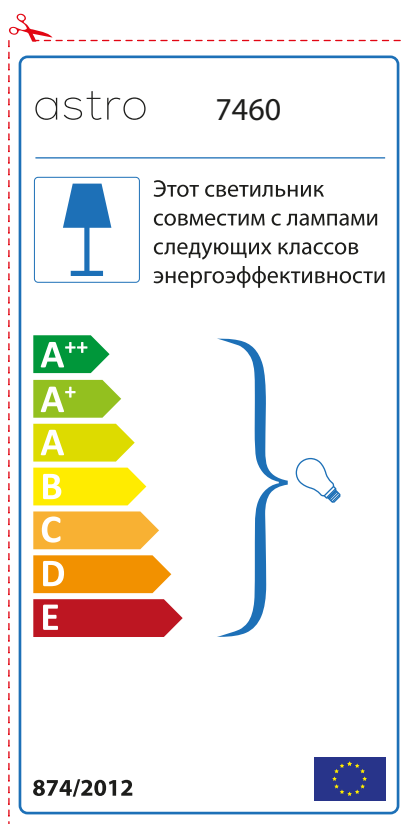 astro 7460
Этот светильник
совместим с лампами
следующих классов
энергоэффективности
A++
A+
A
B
C
D
E
874/2012